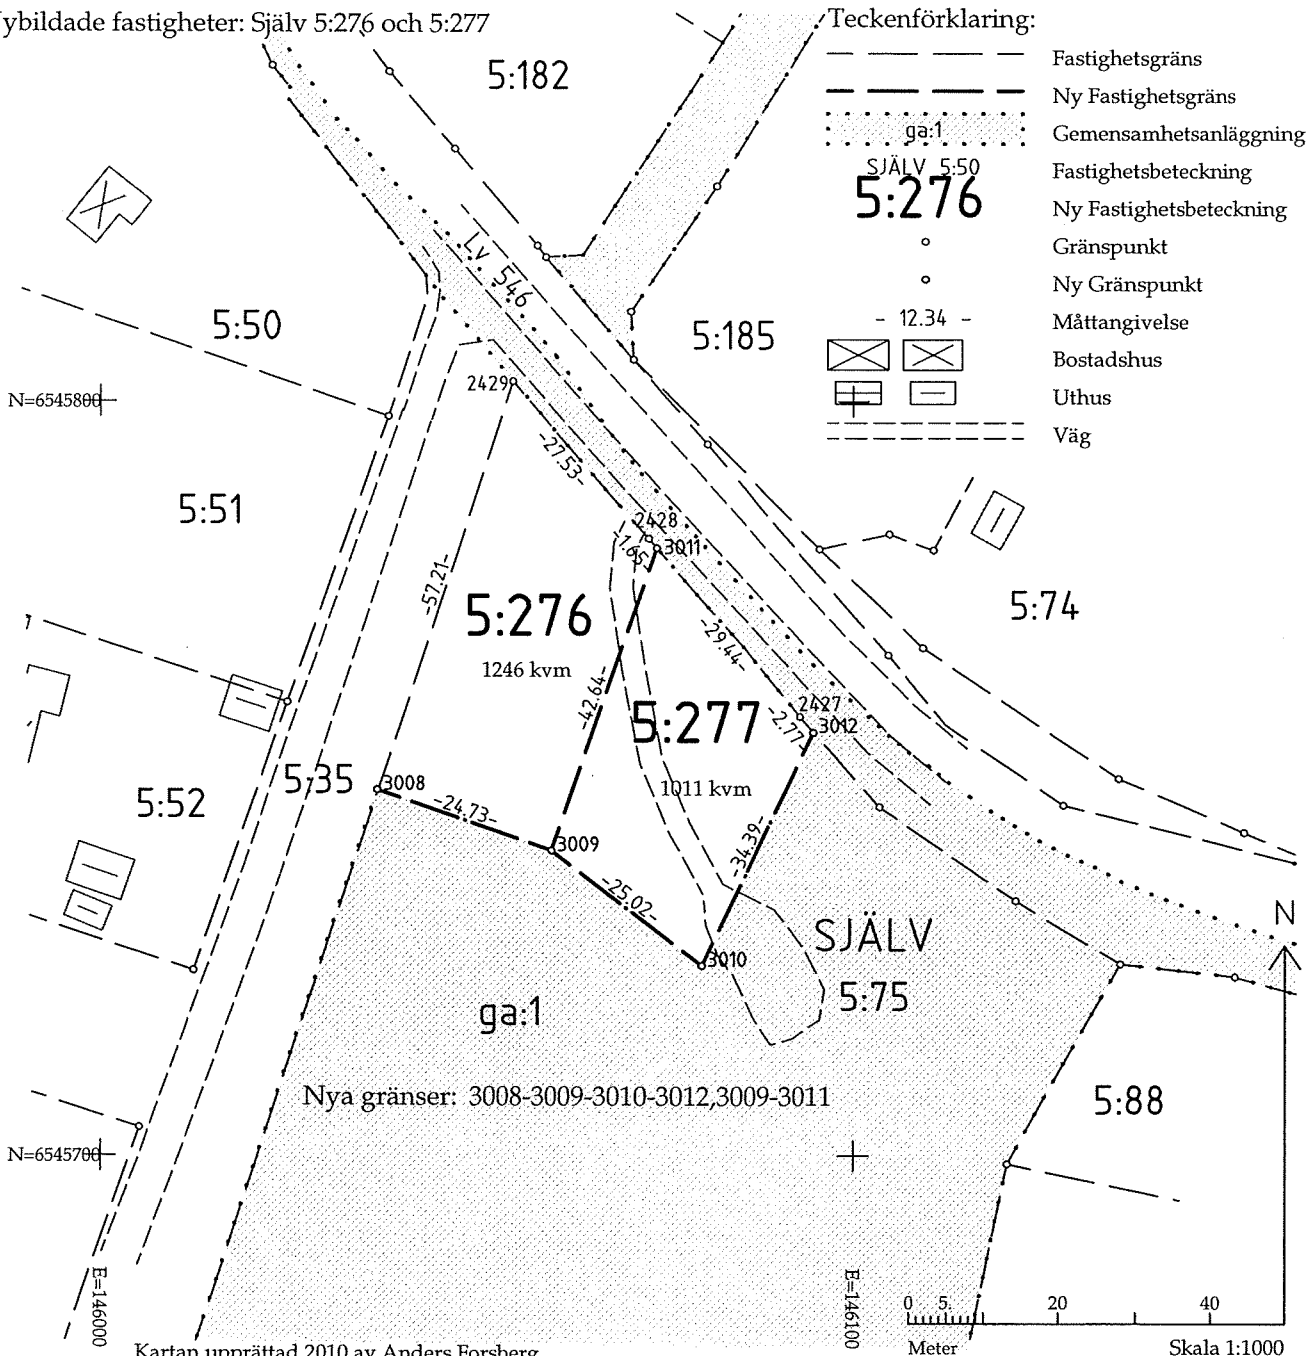 ybildade fastigheter: Själv 5:276 och 5:277
Teckenförklaring:
Fastighetsgräns
Ny Fastighetsgräns
ga:1 Gemensamhetsanläggning
SJÄLV 5:50 Fastighetsbeteckning
5:276 Ny Fastighetsbeteckning
Gränspunkt
Ny Gränspunkt
- 12.34 - Måttangivelse
Bostadshus
Uthus
Väg
5:182
Lv 546
5:50
5:185
N=6545800
2429
-27.53-
5:51
2428
-1.65-
3011
-57.21-
5:276
1246 kvm
5:74
-29.44-
-42.64-
5:277
2427
-2.77-
3012
1011 kvm
5:35
5:52
3008
-24.73-
3009
-34.39-
-25.02-
3010
SJÄLV
5:75
N
ga:1
Nya gränser: 3008-3009-3010-3012,3009-3011
5:88
N=6545700
E=146000
E=146100
0 5 20 40
Meter
Skala 1:1000
Kartan upprättad 2010 av Anders Forsberg